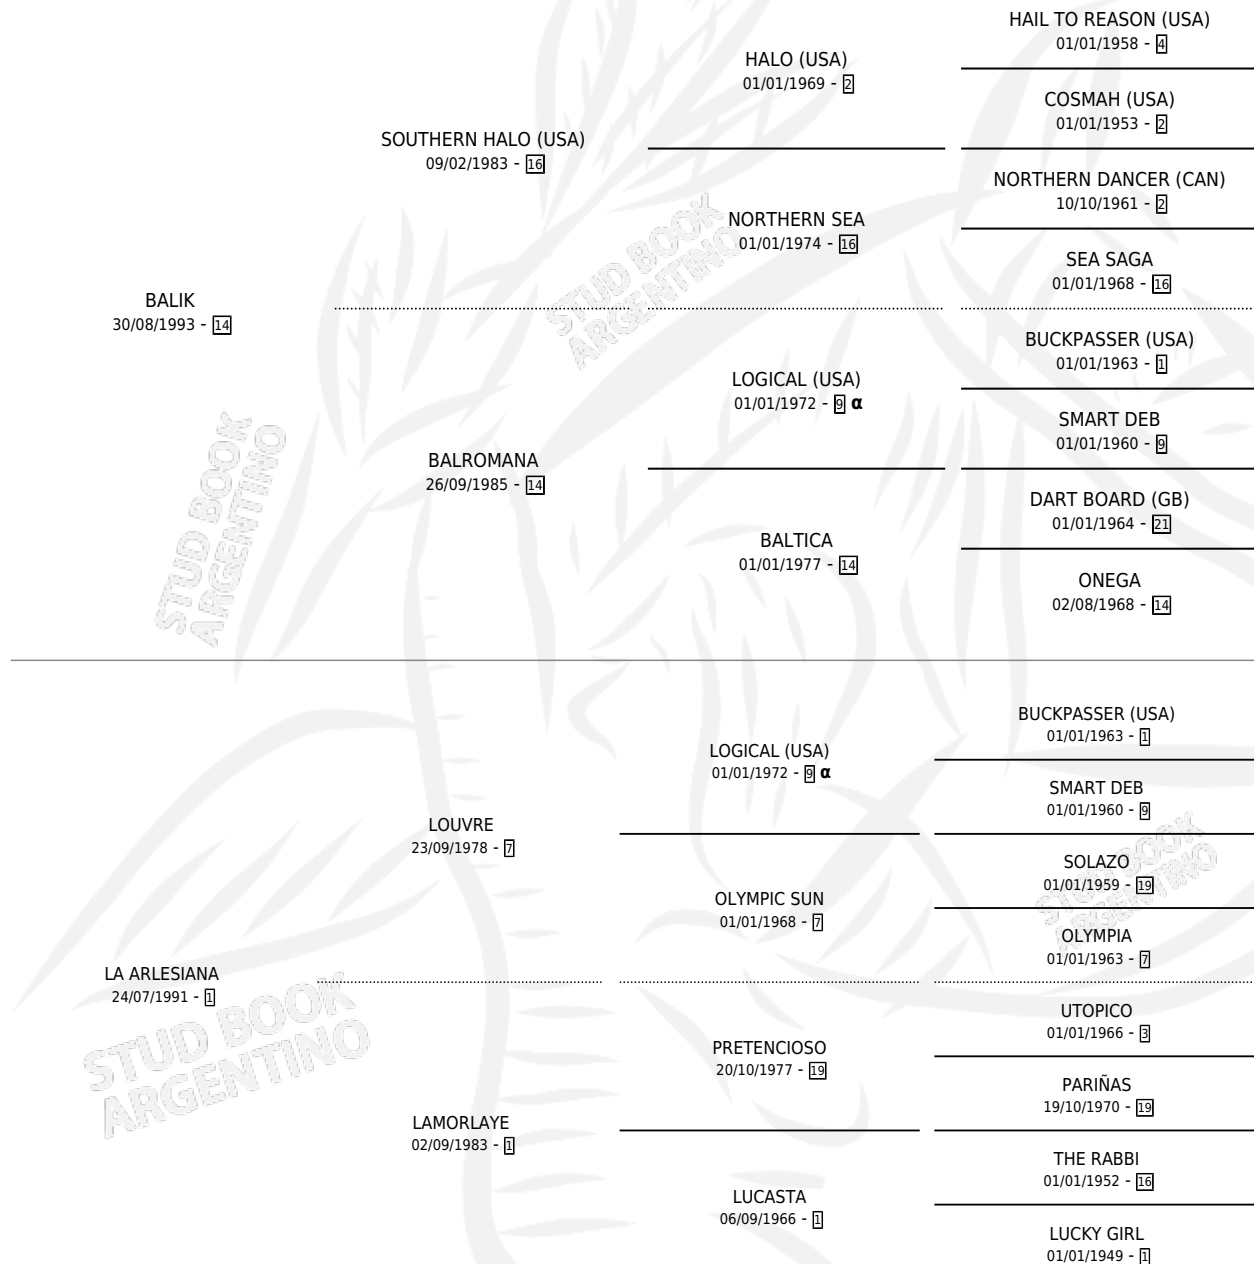 HAIL TO REASON (USA)
01/01/1958 - 4
HALO (USA)
01/01/1969 - 2
COSMAH (USA)
01/01/1953 - 2
SOUTHERN HALO (USA)
09/02/1983 - 16
NORTHERN DANCER (CAN)
10/10/1961 - 2
NORTHERN SEA
01/01/1974 - 16
SEA SAGA
01/01/1968 - 16
STUD BOOK
ARGENTINO
BALIK
30/08/1993 - 14
BUCKPASSER (USA)
01/01/1963 - 1
LOGICAL (USA)
01/01/1972 - 9 α
SMART DEB
01/01/1960 - 9
BALROMANA
26/09/1985 - 14
DART BOARD (GB)
01/01/1964 - 21
BALTICA
01/01/1977 - 14
ONEGA
02/08/1968 - 14
STUD BOOK
ARGENTINO
BUCKPASSER (USA)
01/01/1963 - 1
LOGICAL (USA)
01/01/1972 - 9 α
SMART DEB
01/01/1960 - 9
LOUVRE
23/09/1978 - 7
SOLAZO
01/01/1959 - 19
OLYMPIC SUN
01/01/1968 - 7
OLYMPIA
01/01/1963 - 7
STUD BOOK
ARGENTINO
LA ARLESIANA
24/07/1991 - 1
UTOPICO
01/01/1966 - 3
PRETENCIOSO
20/10/1977 - 19
PARIÑAS
19/10/1970 - 19
STUD BOOK
ARGENTINO
LAMORLAYE
02/09/1983 - 1
THE RABBI
01/01/1952 - 16
LUCASTA
06/09/1966 - 1
LUCKY GIRL
01/01/1949 - 1